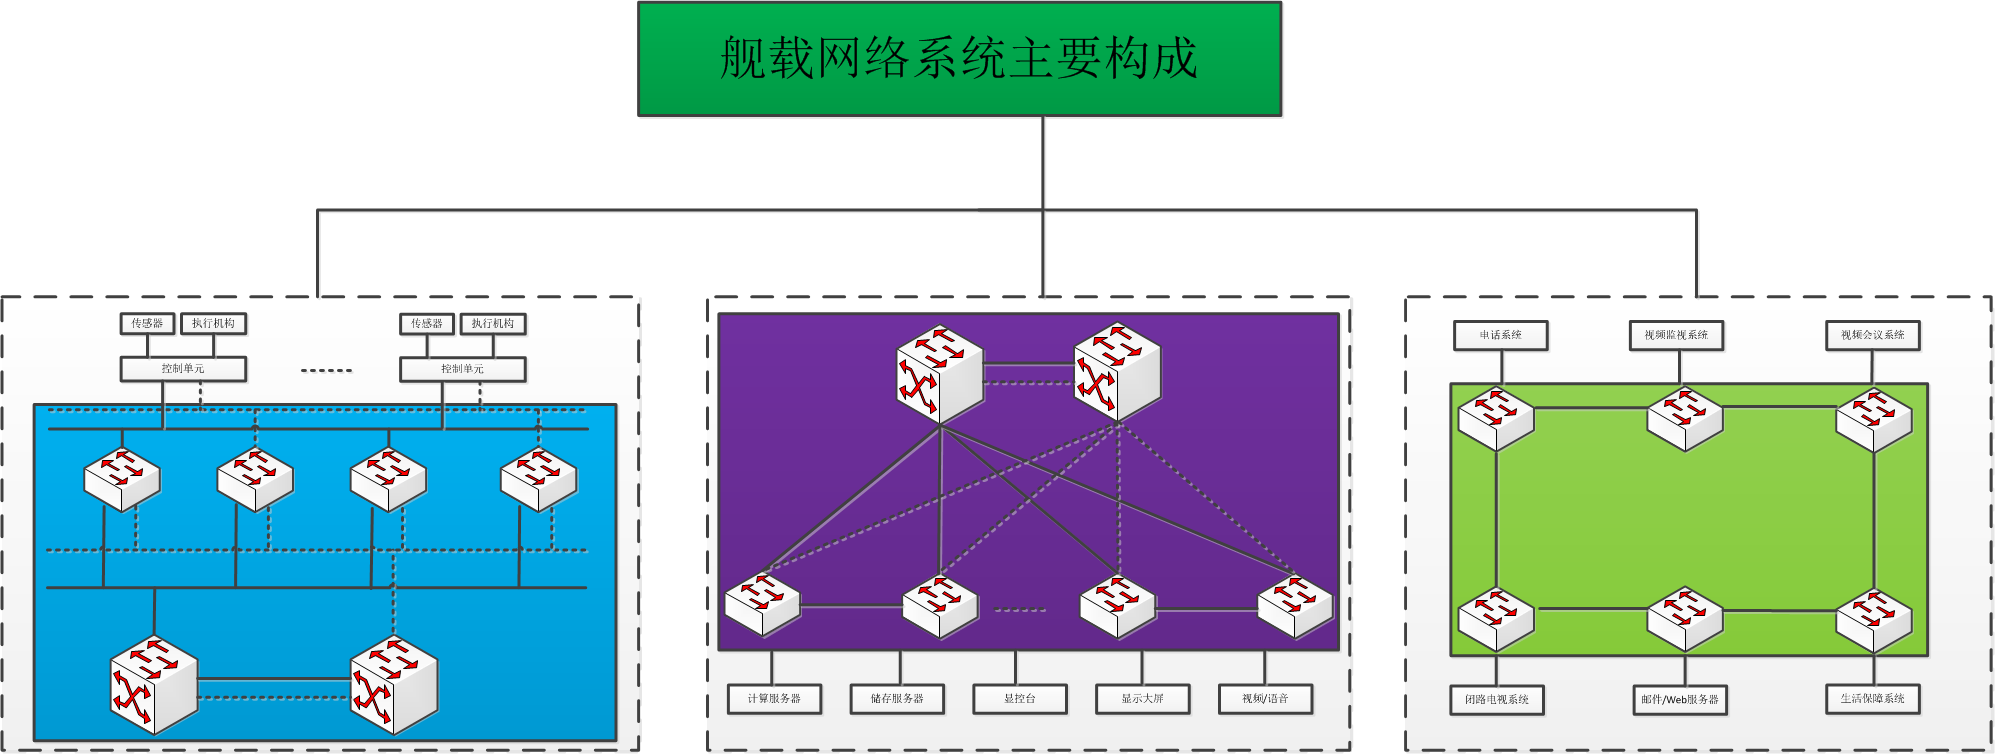 舰载网络系统主要构成
传感器
执行机构
传感器
执行机构
控制单元
控制单元
计算服务器
储存服务器
显控台
显示大屏
视频/语音
电话系统
视频监视系统
视频会议系统
闭路电视系统
邮件/Web服务器
生活保障系统